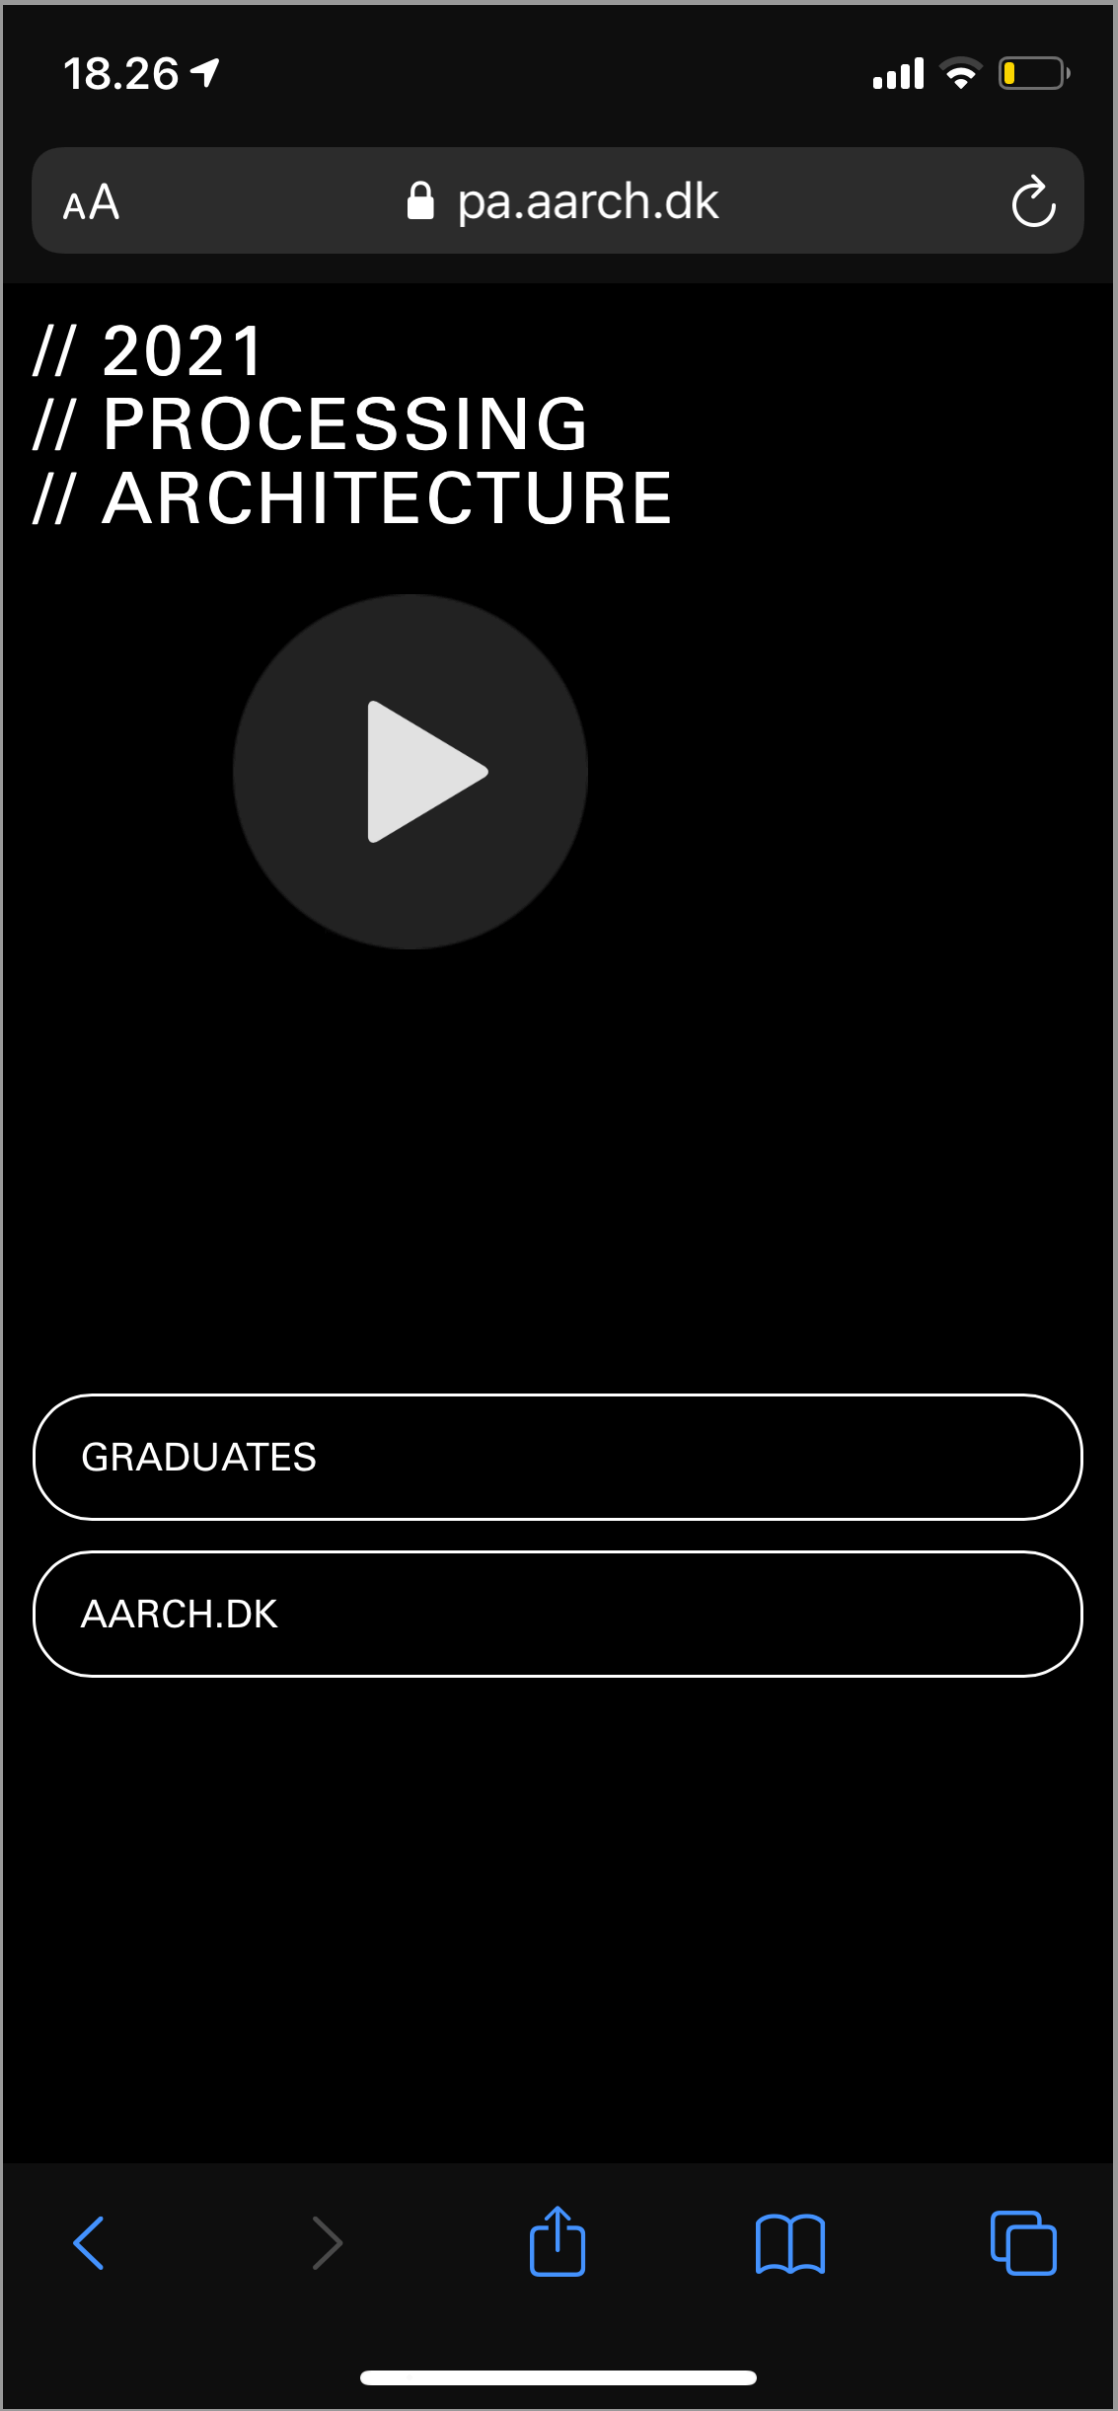 18.26
AA pa.aarch.dk
// 2021
// PROCESSING
// ARCHITECTURE
GRADUATES
AARCH.DK